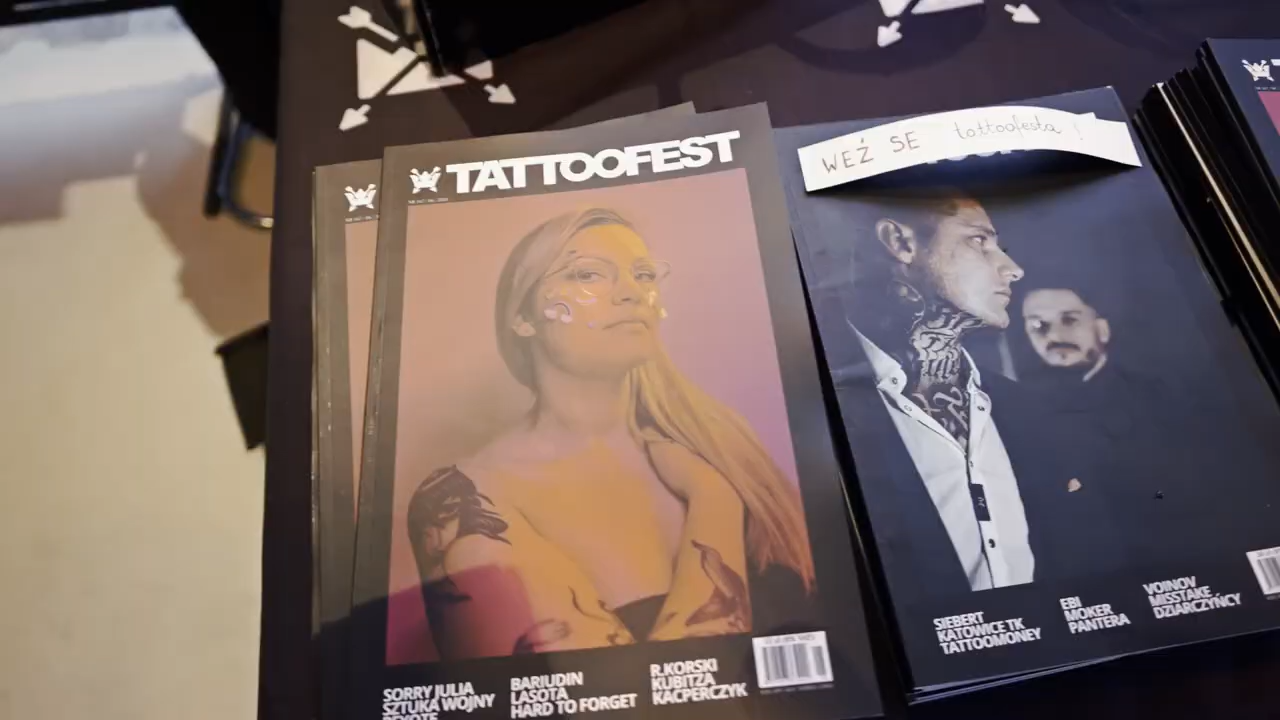 TATTOOFEST
SORRY JULIA
SZTUKA WOJNY
BARIUDIN
LASOTA
HARD TO FORGET
R.KORSKI
KUBITZA
KACPERCZYK
WEŹ SE tattoofesta!
SIEBERT
KATOWICE TK
TATTOOMONEY
EBI
MOKER
PANTERA
VOINOV
MISSTAKE
DZIARCZYŃCY